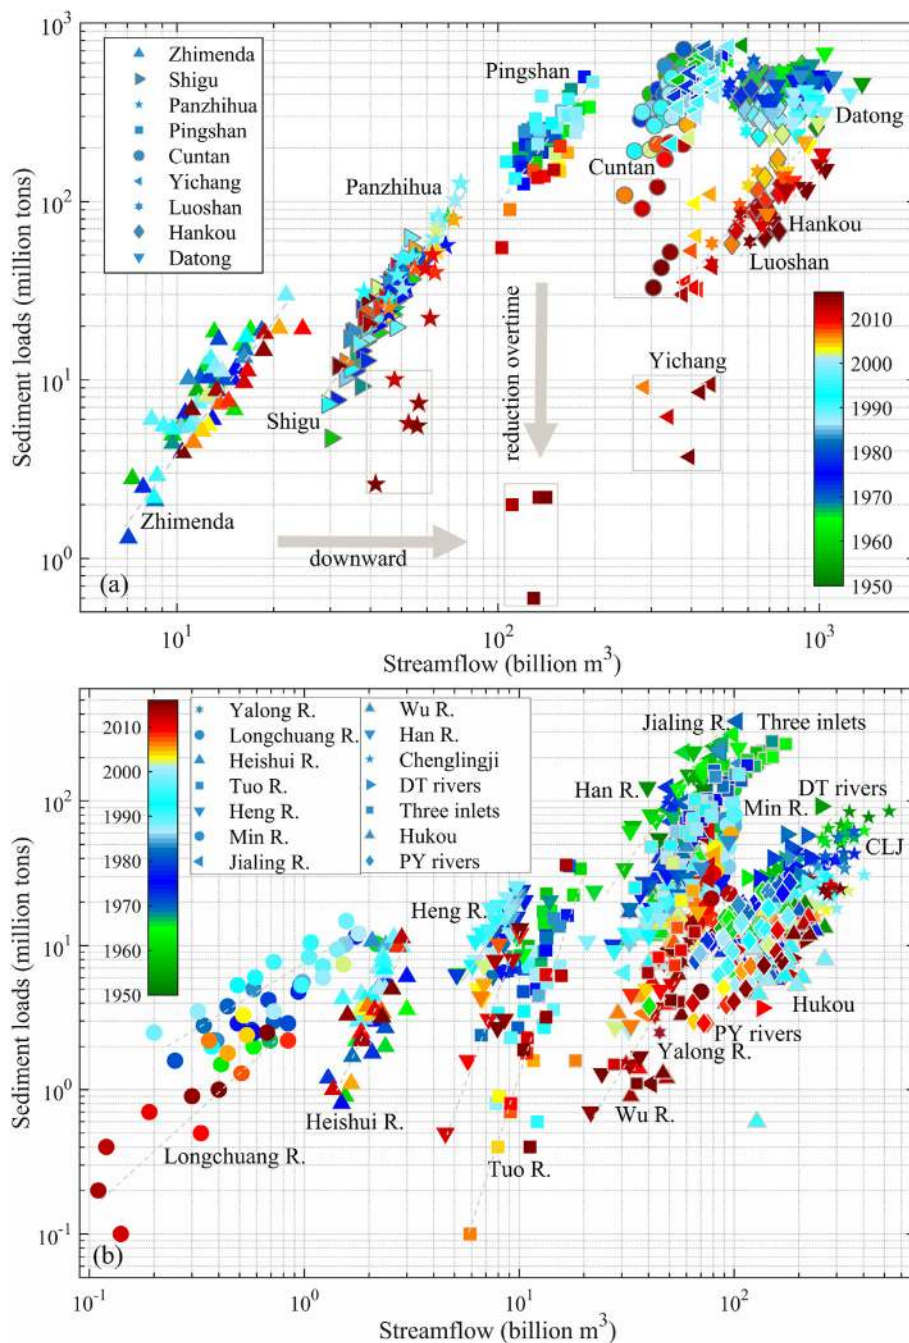 10^3
10^2
10^1
10^0
Sediment loads (million tons)
Zhimenda
Shigu
Panzhihua
Pingshan
Cuntan
Yichang
Luoshan
Hankou
Datong
Pingshan
Panzhihua
Cuntan
Datong
Hankou
Luoshan
Yichang
Shigu
Zhimenda
reduction overtime
downward
2010
2000
1990
1980
1970
1960
1950
(a)
10^1
10^2
10^3
Streamflow (billion m^3)
10^2
10^1
10^0
10^-1
Sediment loads (million tons)
2010
2000
1990
1980
1970
1960
1950
Yalong R.
Longchuang R.
Heishui R.
Tuo R.
Heng R.
Min R.
Jialing R.
Wu R.
Han R.
Chenglingji
DT rivers
Three inlets
Hukou
PY rivers
Jialing R.
Three inlets
Han R.
Min R.
DT rivers
CLJ
Heng R.
Hukou
PY rivers
Yalong R.
Wu R.
Heishui R.
Longchuang R.
Tuo R.
(b)
10^-1
10^0
10^1
10^2
Streamflow (billion m^3)